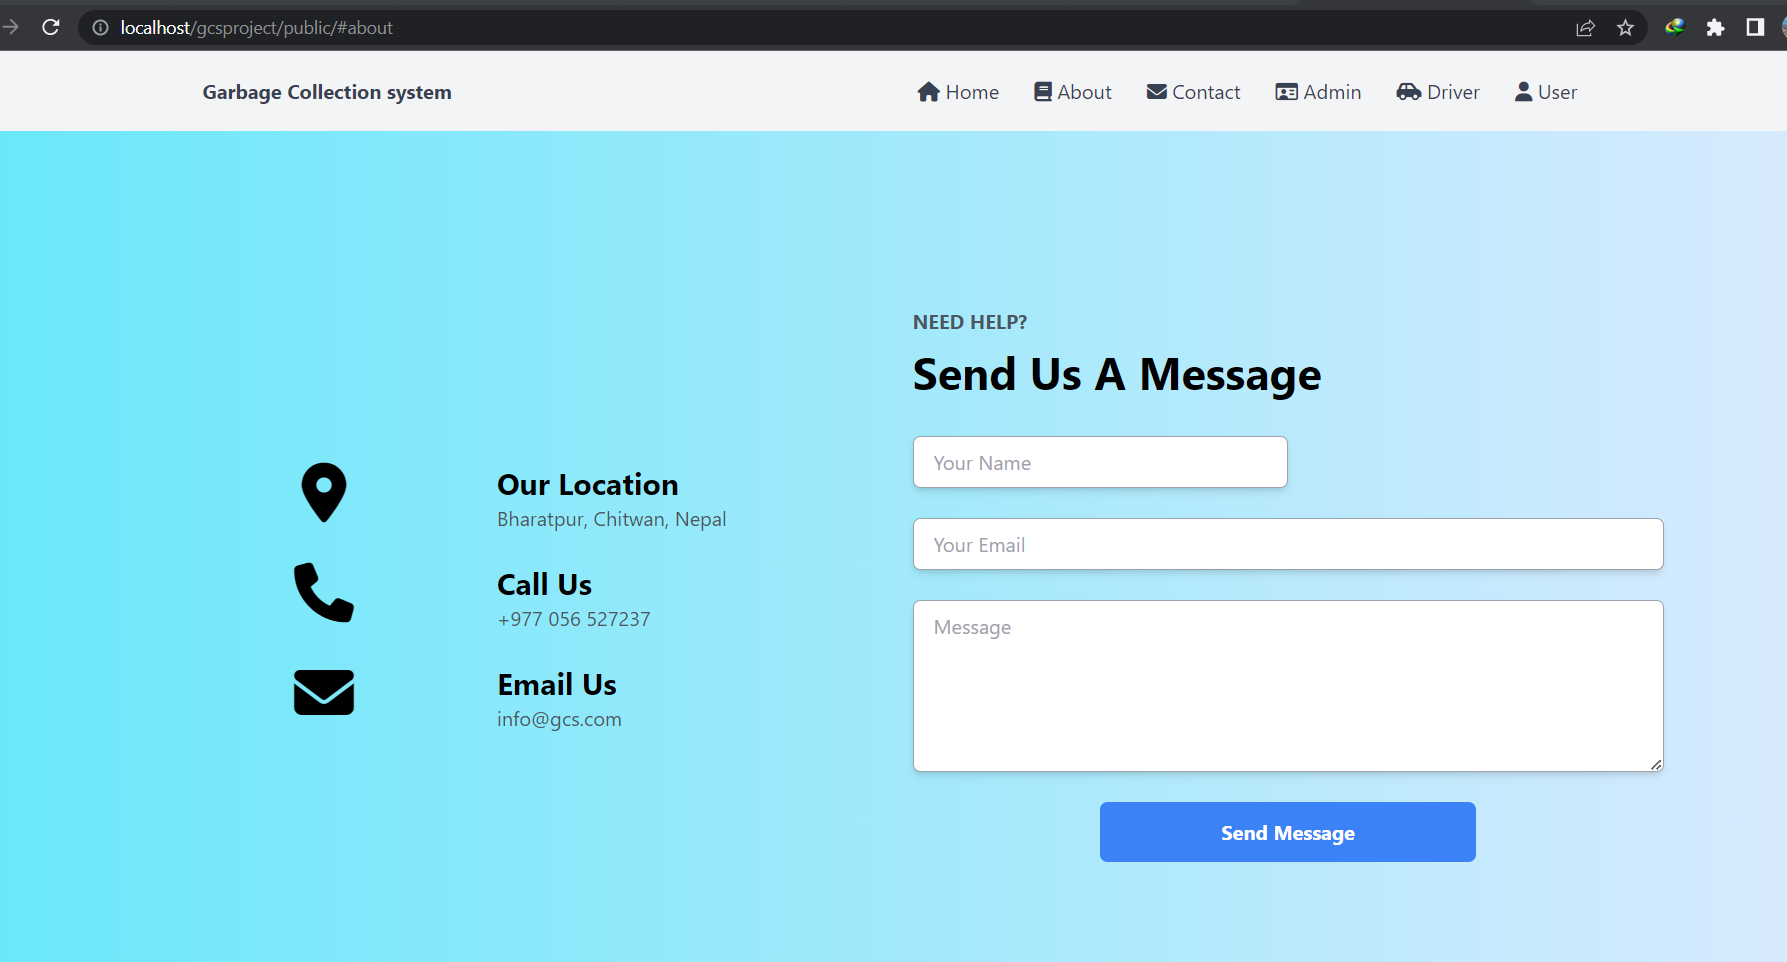 localhost/gcsproject/public/#about
Garbage Collection system
Home About Contact Admin Driver User
NEED HELP?
Send Us A Message
Your Name
Your Email
Message
Send Message
Our Location
Bharatpur, Chitwan, Nepal
Call Us
+977 056 527237
Email Us
info@gcs.com